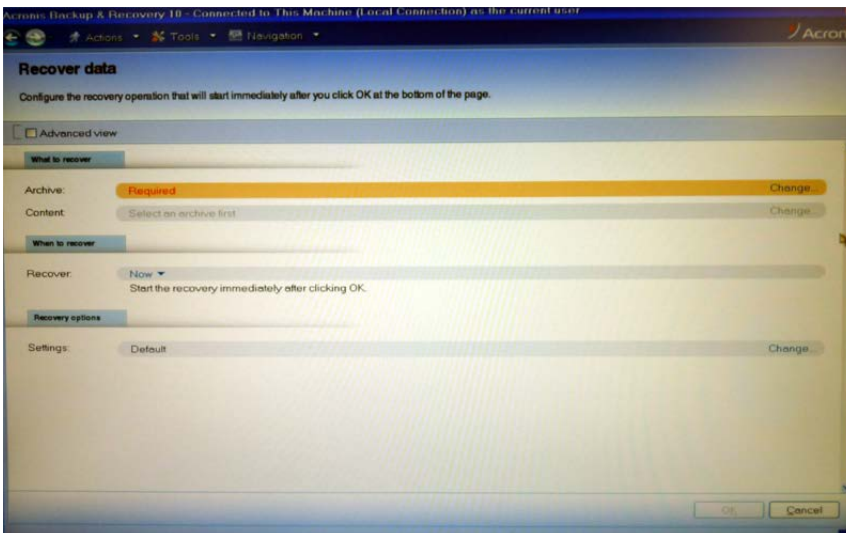 Acronis Backup & Recovery 10 - Connected to This Machine (Local Connection) as the current user
Actions Tools Navigation
Acron
Recover data
Configure the recovery operation that will start immediately after you click OK at the bottom of the page.
Advanced view
What to recover
Archive: Required Change...
Content: Select an archive first Change...
When to recover
Recover: Now
Start the recovery immediately after clicking OK.
Recovery options
Settings: Default Change...
OK Cancel